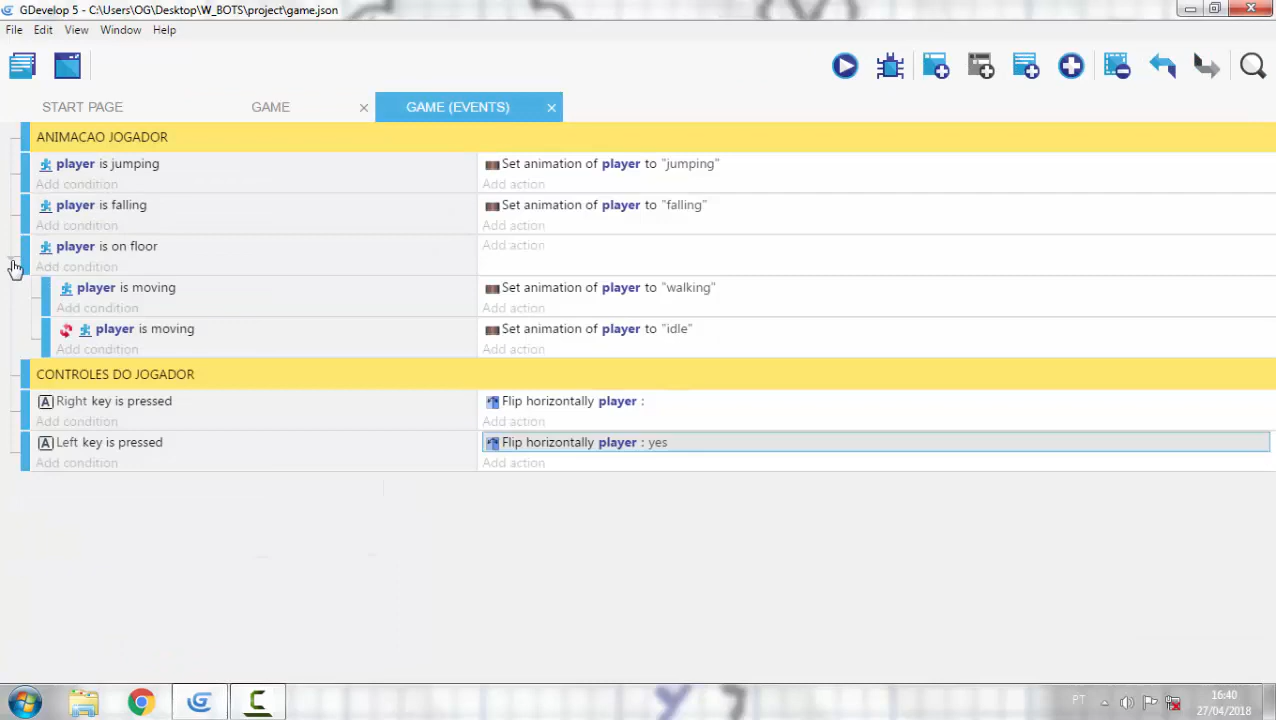 GDevelop 5 - C:\Users\OG\Desktop\W_BOTS\project\game.json
File Edit View Window Help
START PAGE GAME GAME (EVENTS)
ANIMACAO JOGADOR
player is jumping Set animation of player to "jumping"
Add condition Add action
player is falling Set animation of player to "falling"
Add condition Add action
player is on floor Add action
Add condition
player is moving Set animation of player to "walking"
Add condition Add action
player is moving Set animation of player to "idle"
Add condition Add action
CONTROLES DO JOGADOR
A Right key is pressed Flip horizontally player :
Add condition Add action
A Left key is pressed Flip horizontally player : yes
Add condition Add action
PT 16:40
27/04/2018